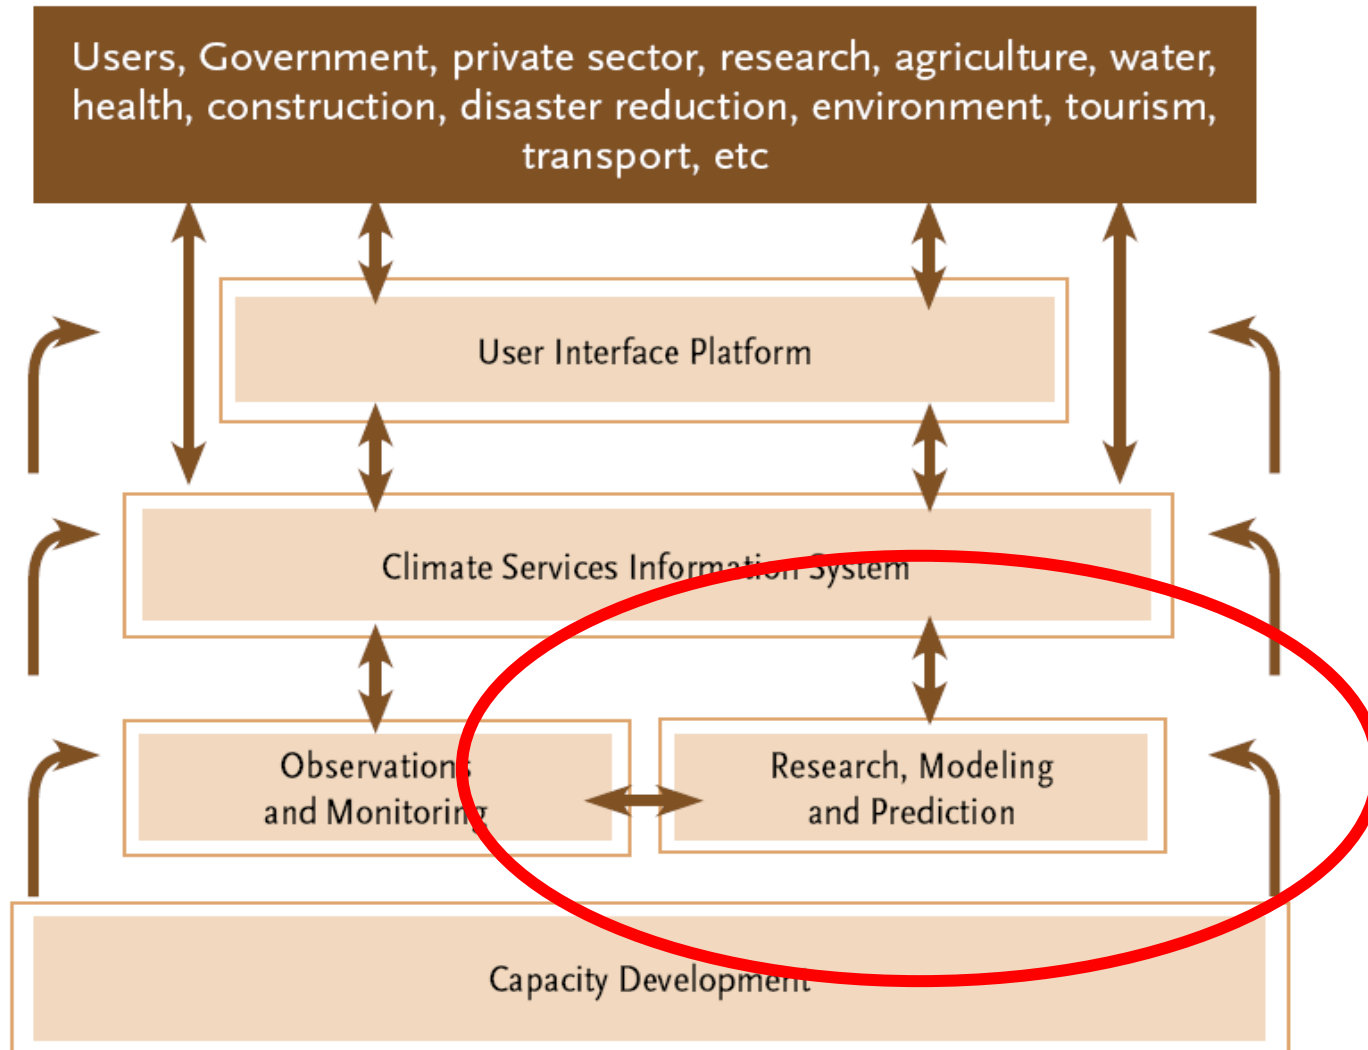 Users, Government, private sector, research, agriculture, water,
health, construction, disaster reduction, environment, tourism,
transport, etc
User Interface Platform
Climate Services Information System
Observations
and Monitoring
Research, Modeling
and Prediction
Capacity Development